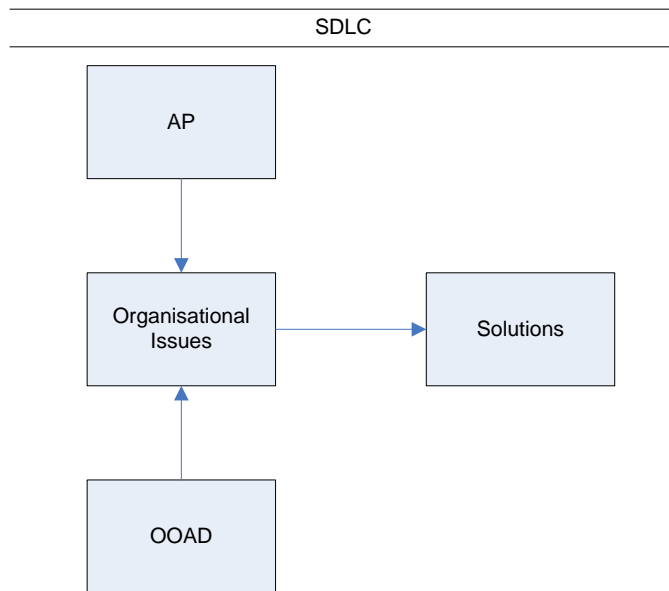 SDLC
AP
Organisational
Issues
Solutions
OOAD